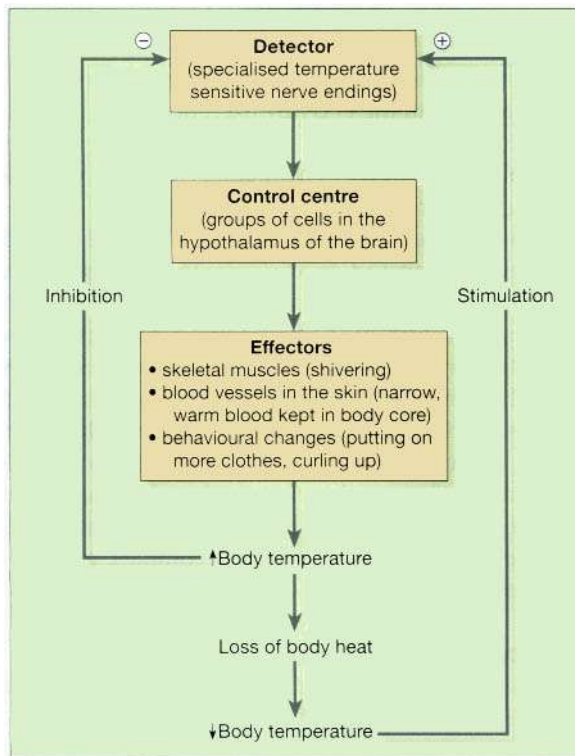 ⊖
⊕
Detector
(specialised temperature
sensitive nerve endings)
Control centre
(groups of cells in the
hypothalamus of the brain)
Inhibition
Stimulation
Effectors
• skeletal muscles (shivering)
• blood vessels in the skin (narrow,
warm blood kept in body core)
• behavioural changes (putting on
more clothes, curling up)
↑Body temperature
Loss of body heat
↓Body temperature